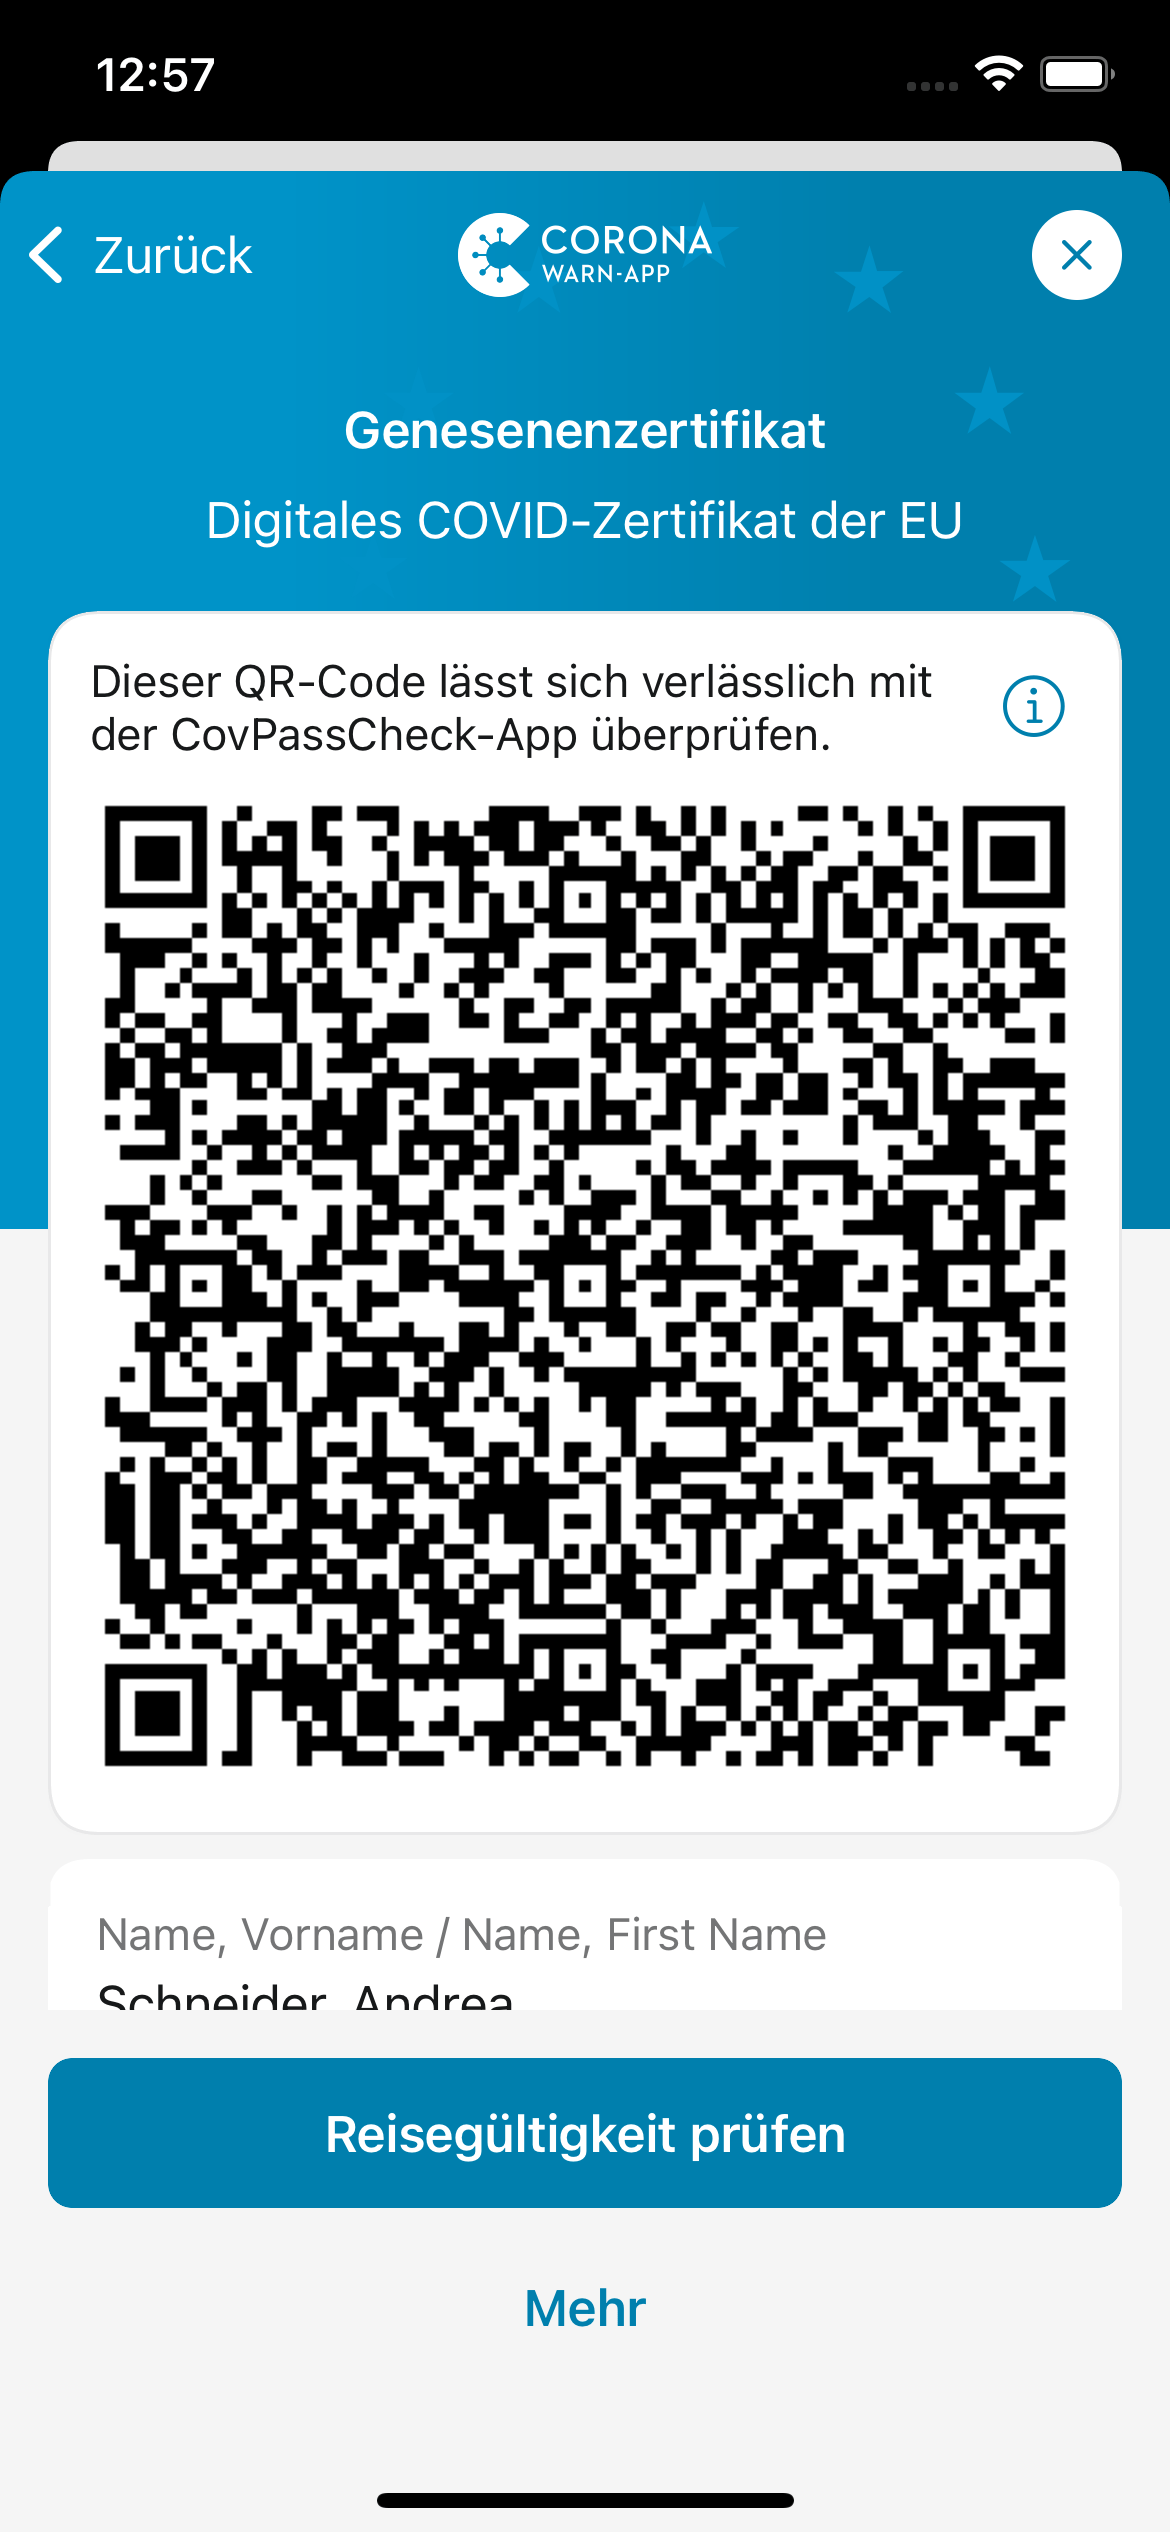 12:57
Zurück
CORONA
WARN-APP
Genesenenzertifikat
Digitales COVID-Zertifikat der EU
Dieser QR-Code lässt sich verlässlich mit
der CovPassCheck-App überprüfen.
Name, Vorname / Name, First Name
Schneider, Andrea
Reisegültigkeit prüfen
Mehr